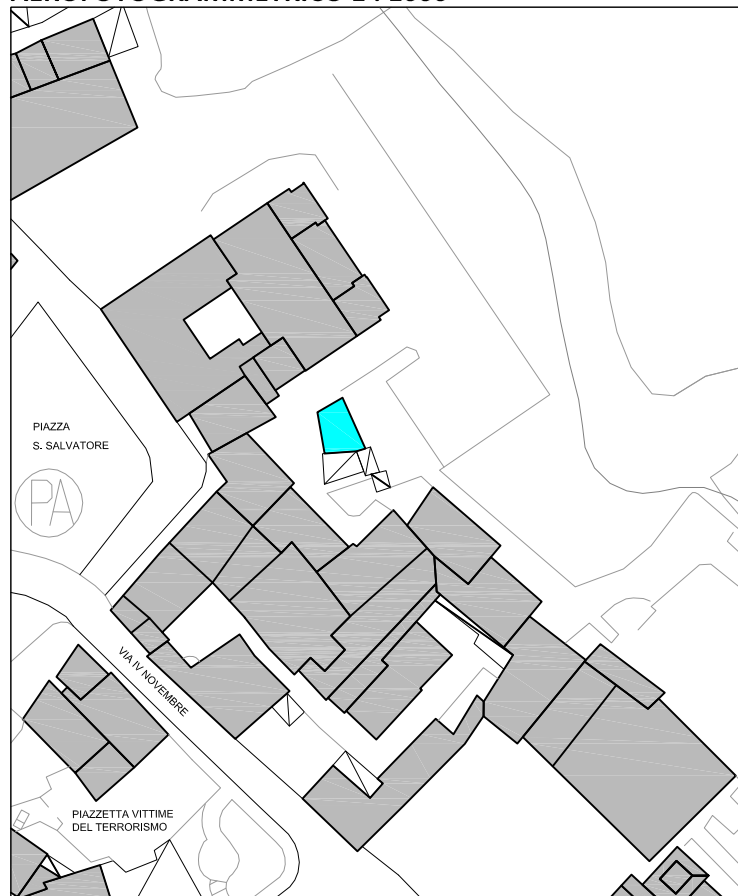 PIAZZA
S. SALVATORE
PA
VIA IV NOVEMBRE
PIAZZETTA VITTIME
DEL TERRORISMO